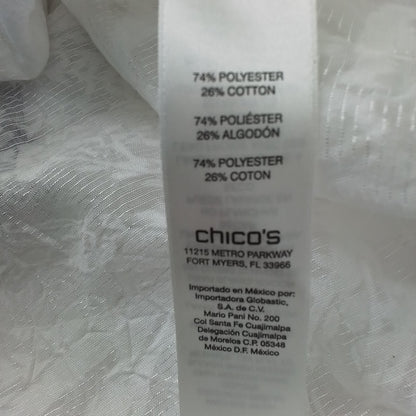 74% POLYESTER
26% COTTON
74% POLIÉSTER
26% ALGODÓN
74% POLYESTER
26% COTON
chico's
11215 METRO PARKWAY
FORT MYERS, FL 33966
Importado en México por:
Importadora Globastic,
S.A. de C.V.
Mario Pani No. 200
Col Santa Fe Cuajimalpa
Delegación Cuajimalpa
de Morelos C.P. 05348
México D.F. México